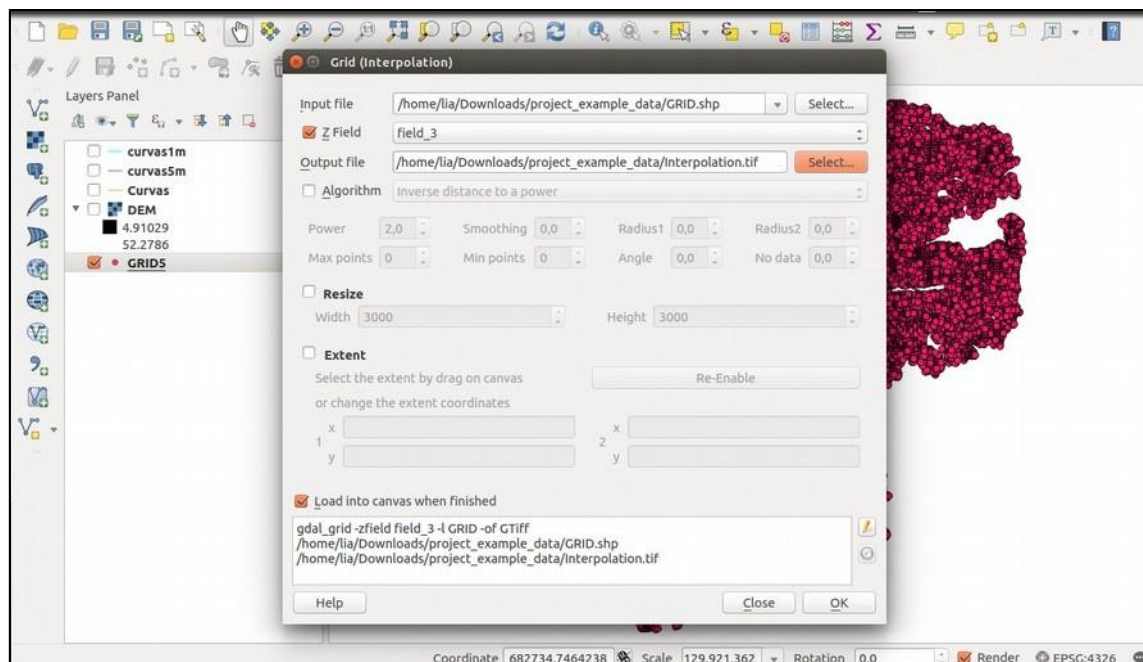 Grid (Interpolation)
Layers Panel
curvas1m
curvas5m
Curvas
DEM
4.91029
52.2786
GRID5
Input file /home/lia/Downloads/project_example_data/GRID.shp Select...
Z Field field_3
Output file /home/lia/Downloads/project_example_data/Interpolation.tif Select...
Algorithm Inverse distance to a power
Power 2,0 Smoothing 0,0 Radius1 0,0 Radius2 0,0
Max points 0 Min points 0 Angle 0,0 No data 0,0
Resize
Width 3000 Height 3000
Extent
Select the extent by drag on canvas Re-Enable
or change the extent coordinates
x x
1 2
y y
Load into canvas when finished
gdal_grid -zfield field_3 -l GRID -of GTiff
/home/lia/Downloads/project_example_data/GRID.shp
/home/lia/Downloads/project_example_data/Interpolation.tif
Help Close OK
Coordinate 682734.7464238 Scale 129.921.362 Rotation 0.0 Render EPSG:4326